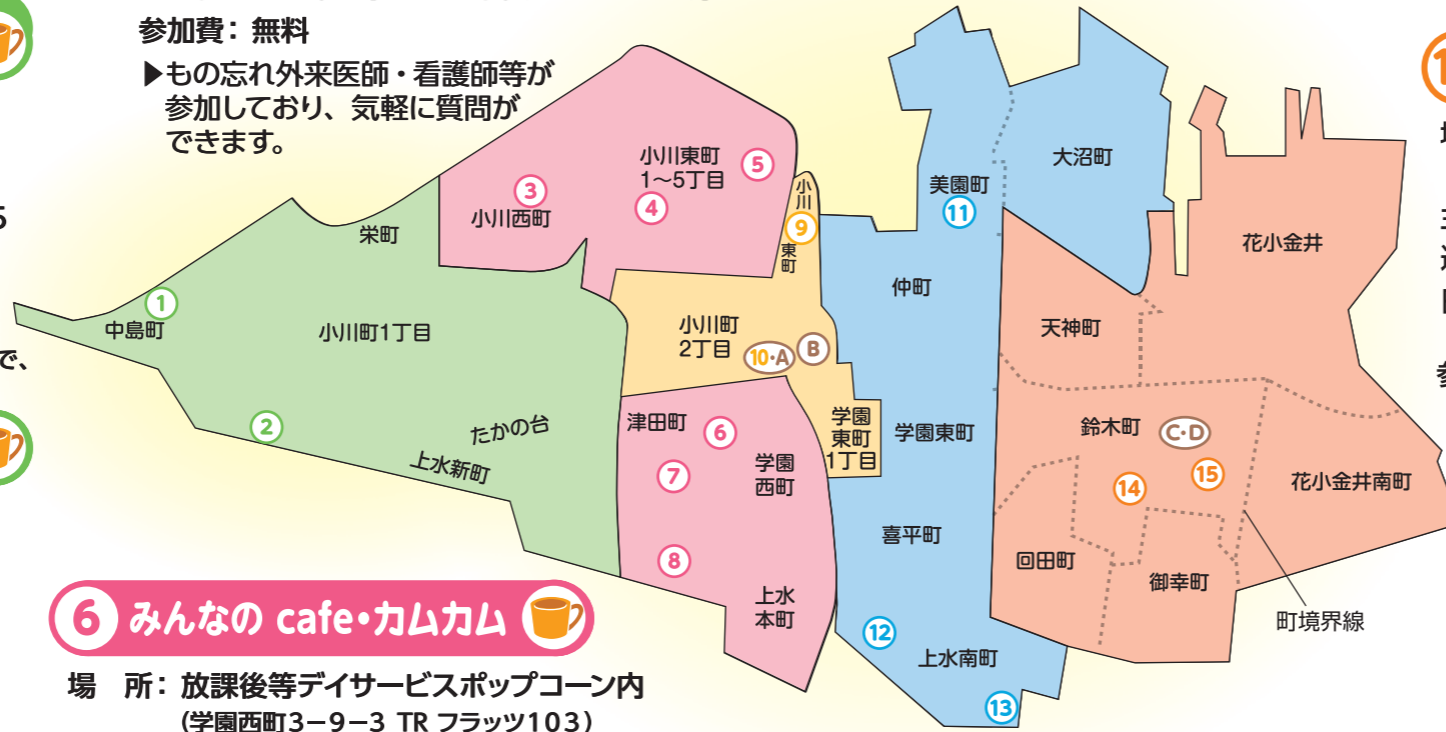 参加費：無料
▶もの忘れ外来医師・看護師等が
参加しており、気軽に質問が
できます。
小川東町
1〜5丁目
5
3
小川西町
4
栄町
1
中島町
小川町1丁目
2
たかの台
上水新町
小川
9
東町
小川町
2丁目
10・A
B
学園
東町
1丁目
津田町
6
7
学園
西町
8
上水
本町
美園町
11
大沼町
仲町
学園東町
喜平町
12
上水南町
13
花小金井
天神町
鈴木町
C・D
14
15
花小金井南町
回田町
御幸町
町境界線
で、
6 みんなの cafe・カムカム
場　所：放課後等デイサービスポップコーン内
（学園西町3−9−3 TR フラッツ103）